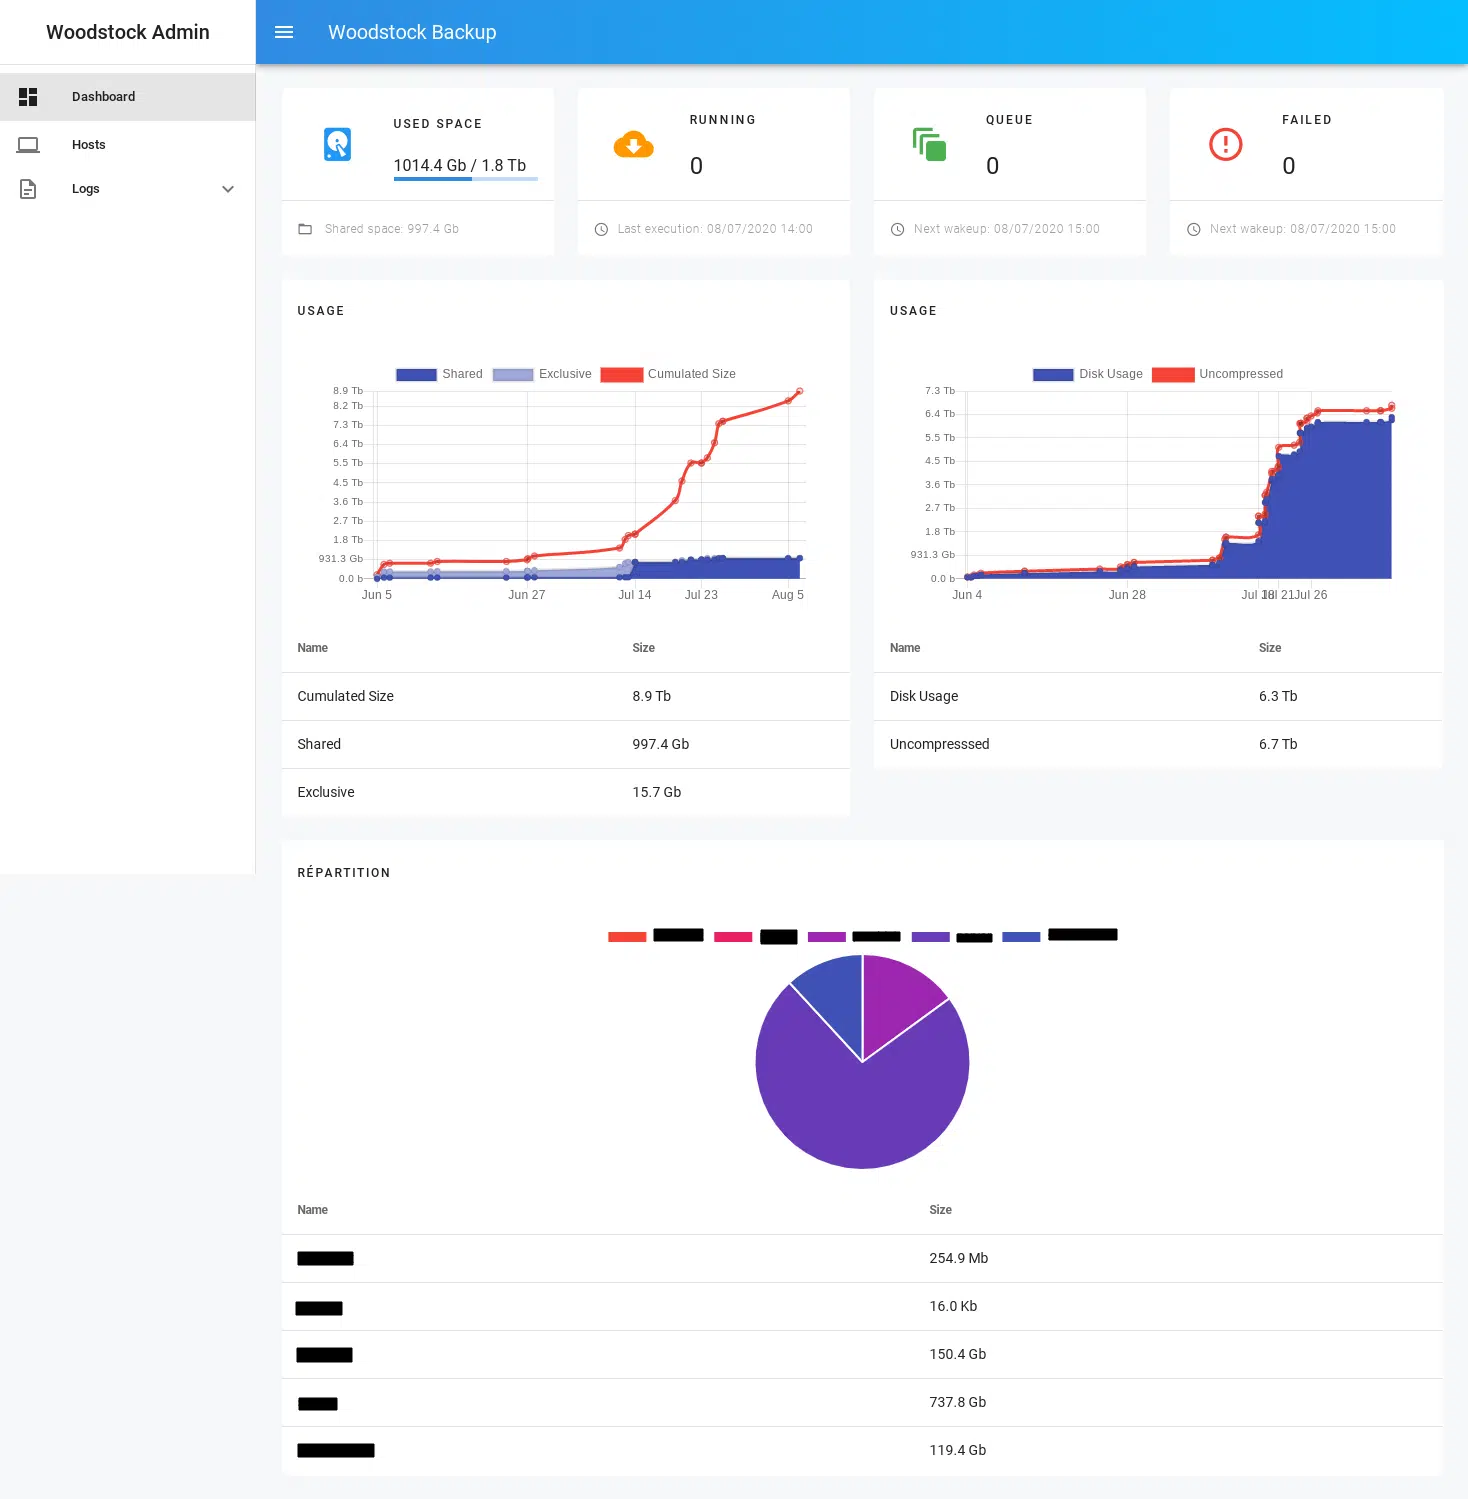 Woodstock Admin
Woodstock Backup
Dashboard
Hosts
Logs
USED SPACE
1014.4 Gb / 1.8 Tb
Shared space: 997.4 Gb
RUNNING
0
Last execution: 08/07/2020 14:00
QUEUE
0
Next wakeup: 08/07/2020 15:00
FAILED
0
Next wakeup: 08/07/2020 15:00
USAGE
Shared Exclusive Cumulated Size
8.9 Tb
8.2 Tb
7.3 Tb
6.4 Tb
5.5 Tb
4.5 Tb
3.6 Tb
2.7 Tb
1.8 Tb
931.3 Gb
0.0 b
Jun 5 Jun 27 Jul 14 Jul 23 Aug 5
Name Size
Cumulated Size 8.9 Tb
Shared 997.4 Gb
Exclusive 15.7 Gb
USAGE
Disk Usage Uncompressed
7.3 Tb
6.4 Tb
5.5 Tb
4.5 Tb
3.6 Tb
2.7 Tb
1.8 Tb
931.3 Gb
0.0 b
Jun 4 Jun 28 Jul 18 Jul 21 Jul 26
Name Size
Disk Usage 6.3 Tb
Uncompresssed 6.7 Tb
RÉPARTITION
Name Size
254.9 Mb
16.0 Kb
150.4 Gb
737.8 Gb
119.4 Gb